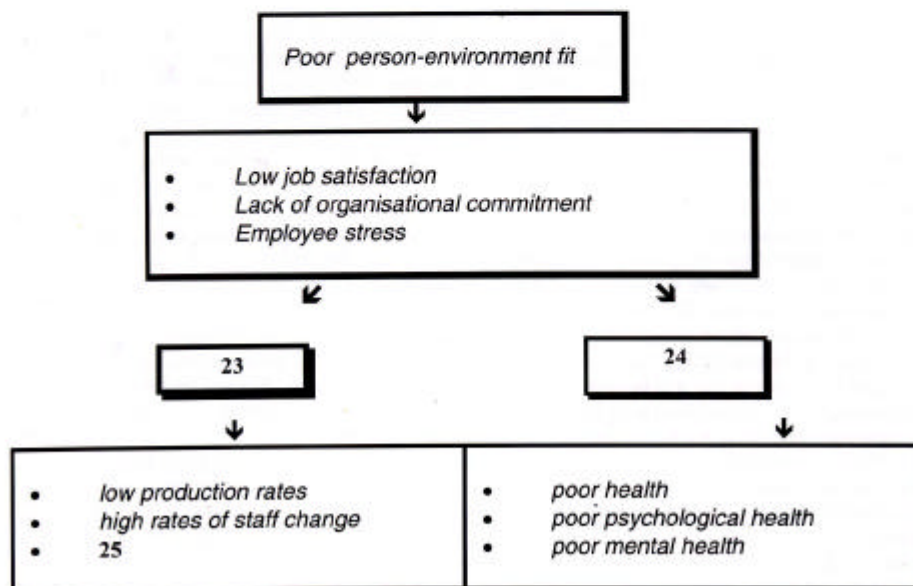 Poor person-environment fit
• Low job satisfaction
• Lack of organisational commitment
• Employee stress
23
24
• low production rates
• high rates of staff change
• 25
• poor health
• poor psychological health
• poor mental health